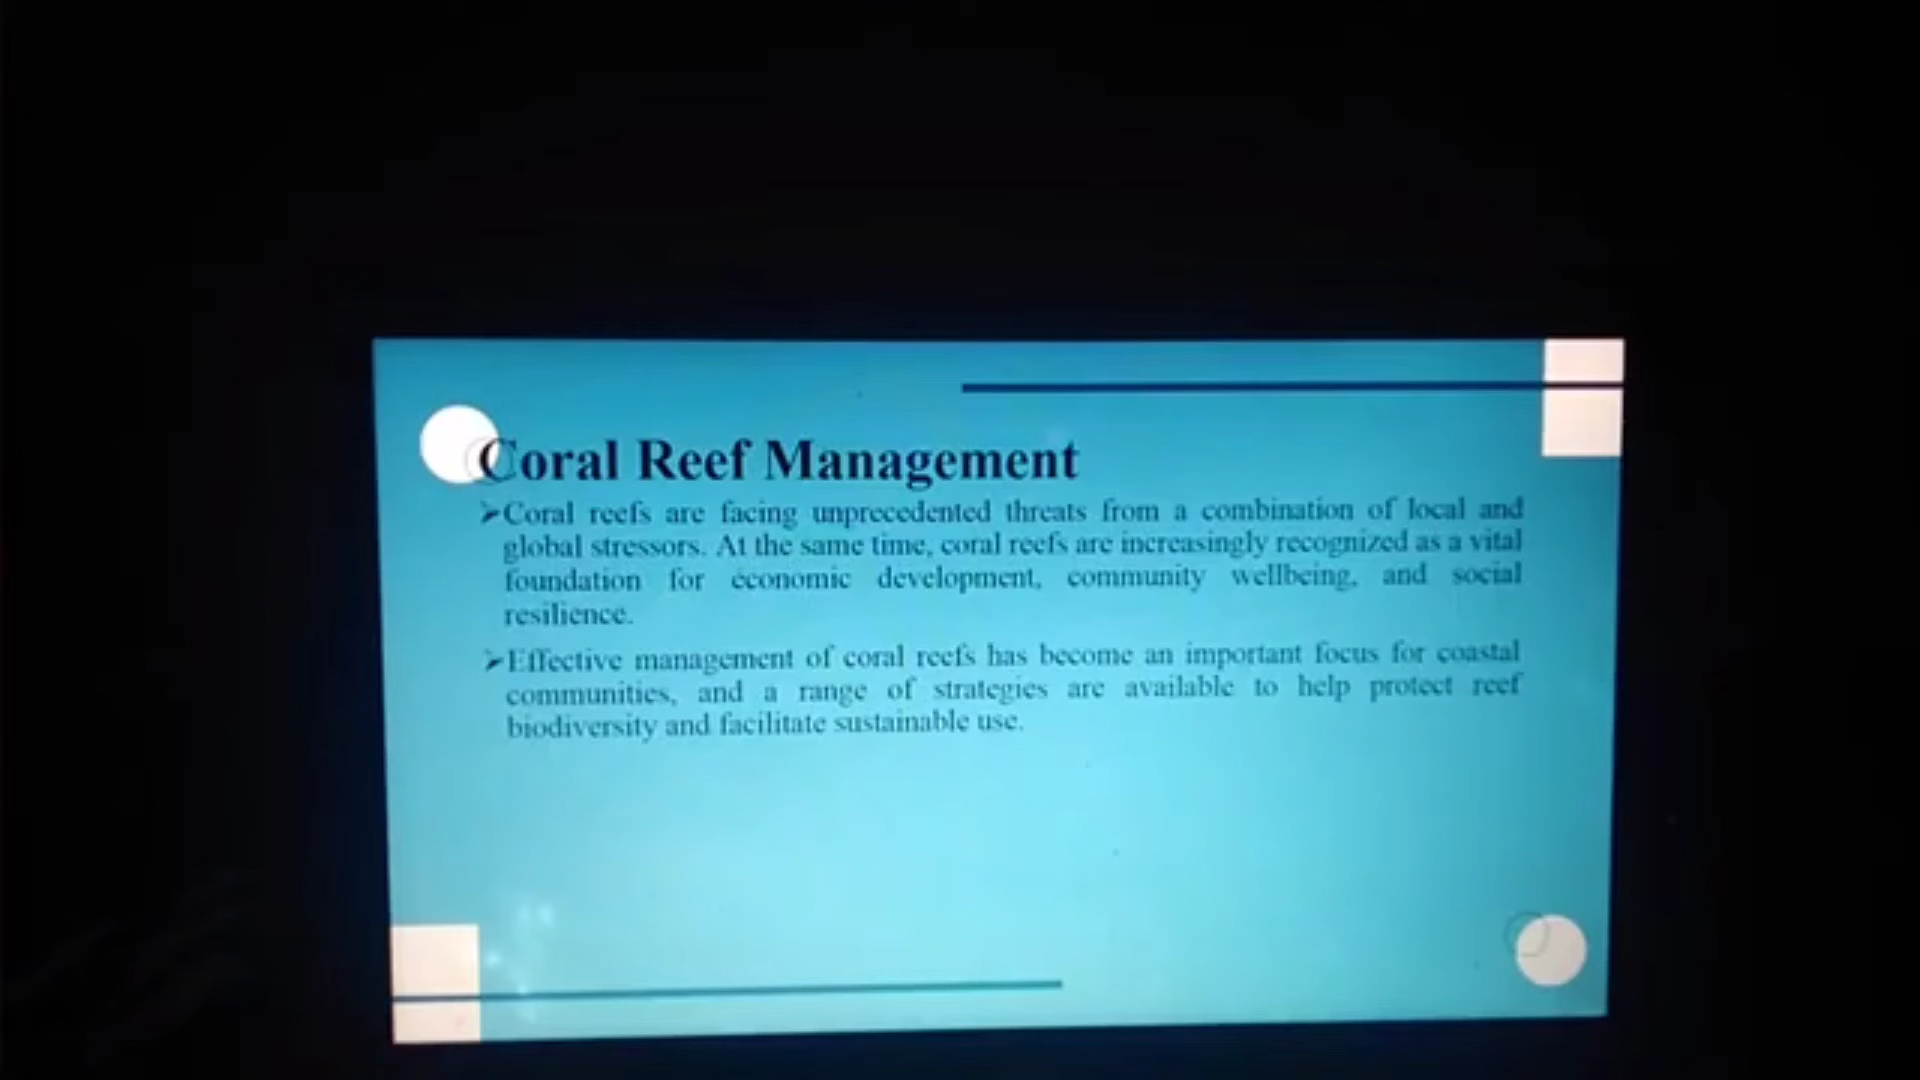 Coral Reef Management
➤Coral reefs are facing unprecedented threats from a combination of local and
global stressors. At the same time, coral reefs are increasingly recognized as a vital
foundation for economic development, community wellbeing, and social
resilience.
➤Effective management of coral reefs has become an important focus for coastal
communities, and a range of strategies are available to help protect reef
biodiversity and facilitate sustainable use.